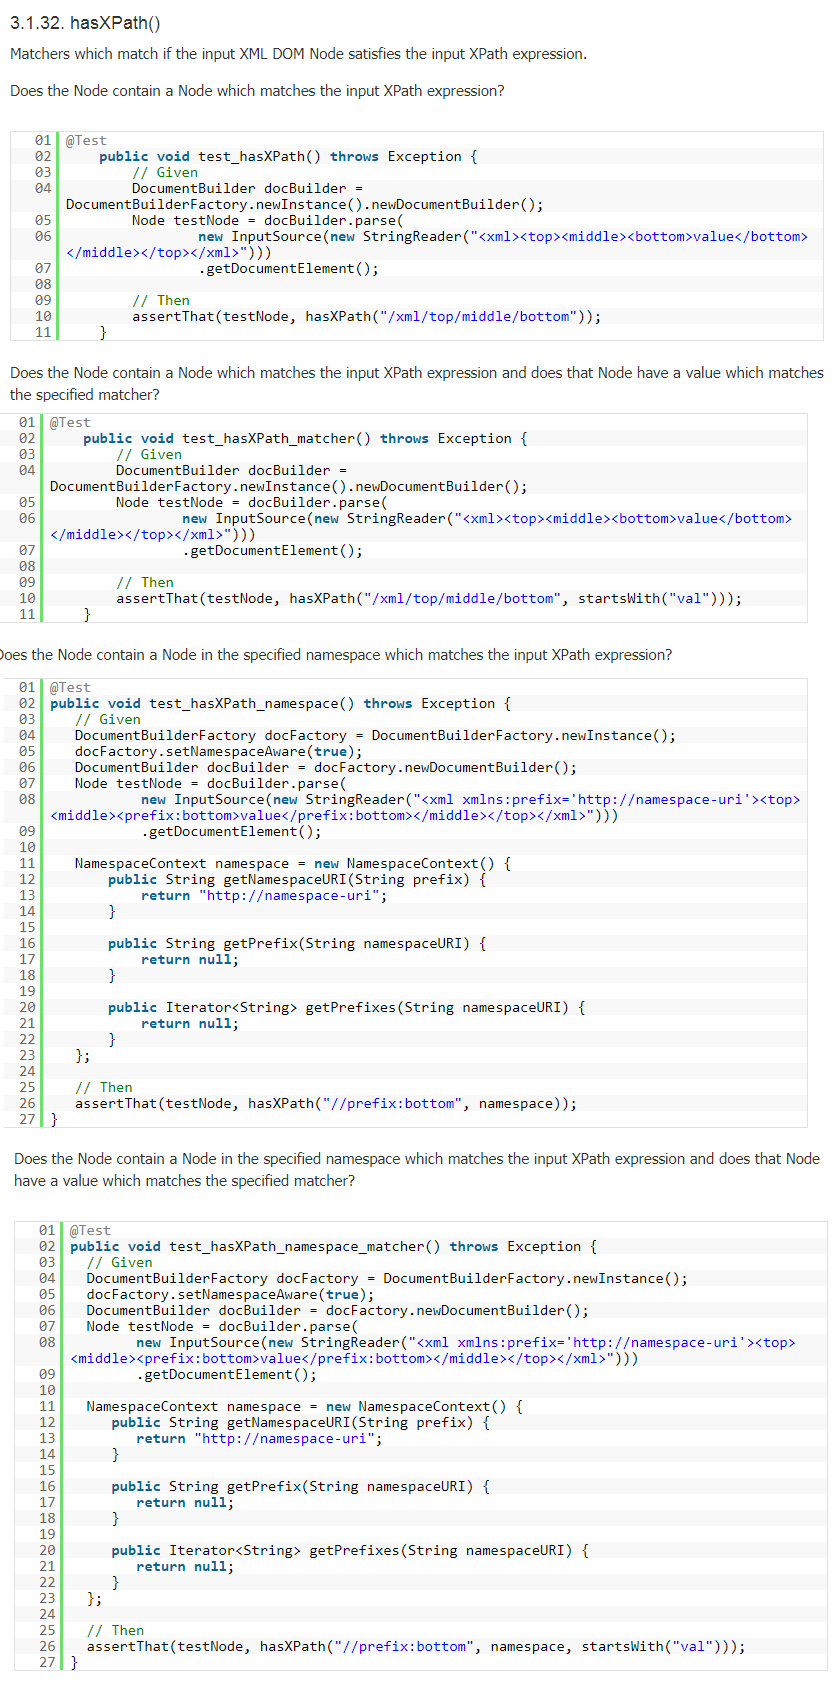 3.1.32. hasXPath()
Matchers which match if the input XML DOM Node satisfies the input XPath expression.
Does the Node contain a Node which matches the input XPath expression?
01 @Test
02     public void test_hasXPath() throws Exception {
03         // Given
04         DocumentBuilder docBuilder =
DocumentBuilderFactory.newInstance().newDocumentBuilder();
05         Node testNode = docBuilder.parse(
06                 new InputSource(new StringReader("<xml><top><middle><bottom>value</bottom>
</middle></top></xml>")))
07                 .getDocumentElement();
08
09         // Then
10         assertThat(testNode, hasXPath("/xml/top/middle/bottom"));
11     }
Does the Node contain a Node which matches the input XPath expression and does that Node have a value which matches
the specified matcher?
01 @Test
02     public void test_hasXPath_matcher() throws Exception {
03         // Given
04         DocumentBuilder docBuilder =
DocumentBuilderFactory.newInstance().newDocumentBuilder();
05         Node testNode = docBuilder.parse(
06                 new InputSource(new StringReader("<xml><top><middle><bottom>value</bottom>
</middle></top></xml>")))
07                 .getDocumentElement();
08
09         // Then
10         assertThat(testNode, hasXPath("/xml/top/middle/bottom", startsWith("val")));
11     }
Does the Node contain a Node in the specified namespace which matches the input XPath expression?
01 @Test
02 public void test_hasXPath_namespace() throws Exception {
03    // Given
04    DocumentBuilderFactory docFactory = DocumentBuilderFactory.newInstance();
05    docFactory.setNamespaceAware(true);
06    DocumentBuilder docBuilder = docFactory.newDocumentBuilder();
07    Node testNode = docBuilder.parse(
08            new InputSource(new StringReader("<xml xmlns:prefix='http://namespace-uri'><top>
<middle><prefix:bottom>value</prefix:bottom></middle></top></xml>")))
09            .getDocumentElement();
10
11    NamespaceContext namespace = new NamespaceContext() {
12        public String getNamespaceURI(String prefix) {
13            return "http://namespace-uri";
14        }
15
16        public String getPrefix(String namespaceURI) {
17            return null;
18        }
19
20        public Iterator<String> getPrefixes(String namespaceURI) {
21            return null;
22        }
23    };
24
25    // Then
26    assertThat(testNode, hasXPath("//prefix:bottom", namespace));
27 }
Does the Node contain a Node in the specified namespace which matches the input XPath expression and does that Node
have a value which matches the specified matcher?
01 @Test
02 public void test_hasXPath_namespace_matcher() throws Exception {
03   // Given
04   DocumentBuilderFactory docFactory = DocumentBuilderFactory.newInstance();
05   docFactory.setNamespaceAware(true);
06   DocumentBuilder docBuilder = docFactory.newDocumentBuilder();
07   Node testNode = docBuilder.parse(
08         new InputSource(new StringReader("<xml xmlns:prefix='http://namespace-uri'><top>
<middle><prefix:bottom>value</prefix:bottom></middle></top></xml>")))
09         .getDocumentElement();
10
11   NamespaceContext namespace = new NamespaceContext() {
12      public String getNamespaceURI(String prefix) {
13         return "http://namespace-uri";
14      }
15
16      public String getPrefix(String namespaceURI) {
17         return null;
18      }
19
20      public Iterator<String> getPrefixes(String namespaceURI) {
21         return null;
22      }
23   };
24
25   // Then
26   assertThat(testNode, hasXPath("//prefix:bottom", namespace, startsWith("val")));
27 }